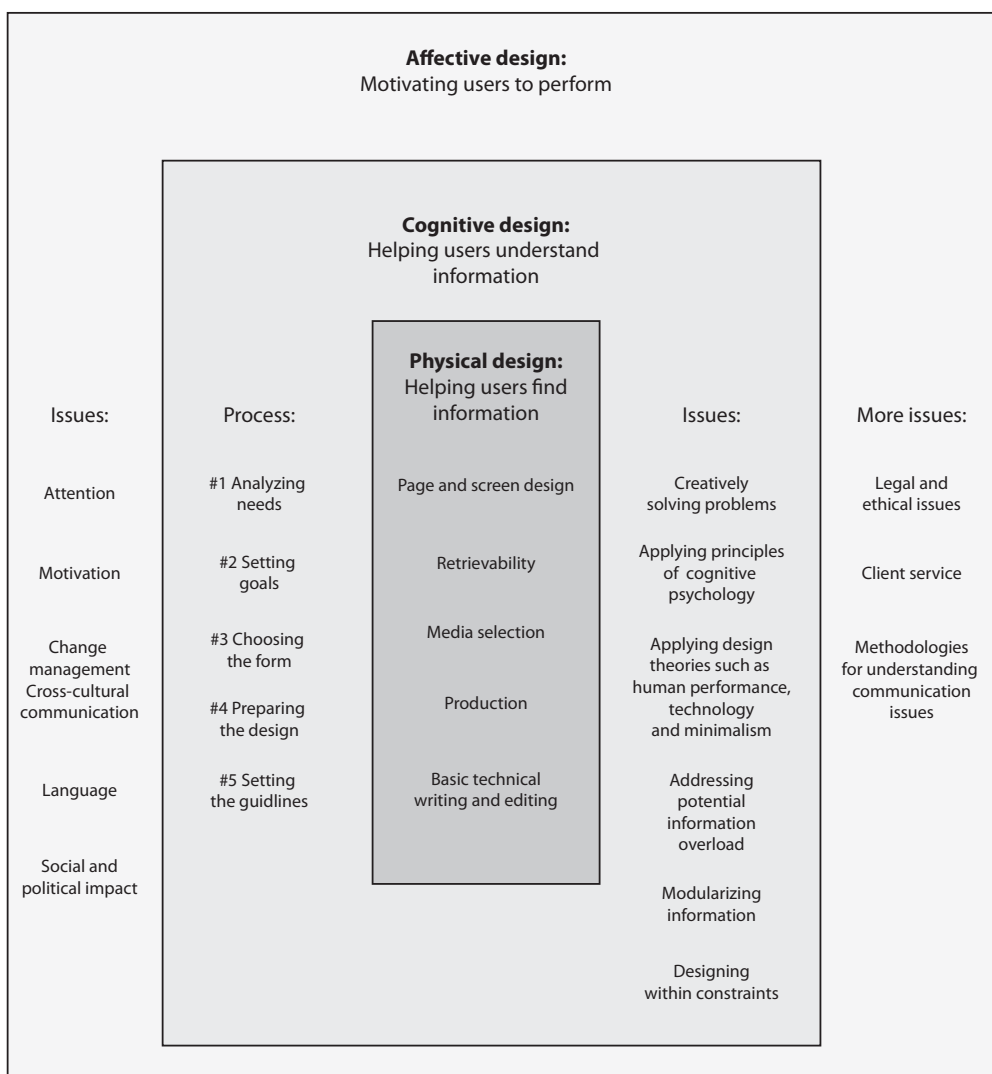 Affective design:
Motivating users to perform
Cognitive design:
Helping users understand
information
Physical design:
Helping users find
information
Issues:
Attention
Motivation
Change
management
Cross-cultural
communication
Language
Social and
political impact
Process:
#1 Analyzing
needs
#2 Setting
goals
#3 Choosing
the form
#4 Preparing
the design
#5 Setting
the guidlines
Page and screen design
Retrievability
Media selection
Production
Basic technical
writing and editing
Issues:
Creatively
solving problems
Applying principles
of cognitive
psychology
Applying design
theories such as
human performance,
technology
and minimalism
Addressing
potential
information
overload
Modularizing
information
Designing
within constraints
More issues:
Legal and
ethical issues
Client service
Methodologies
for understanding
communication
issues